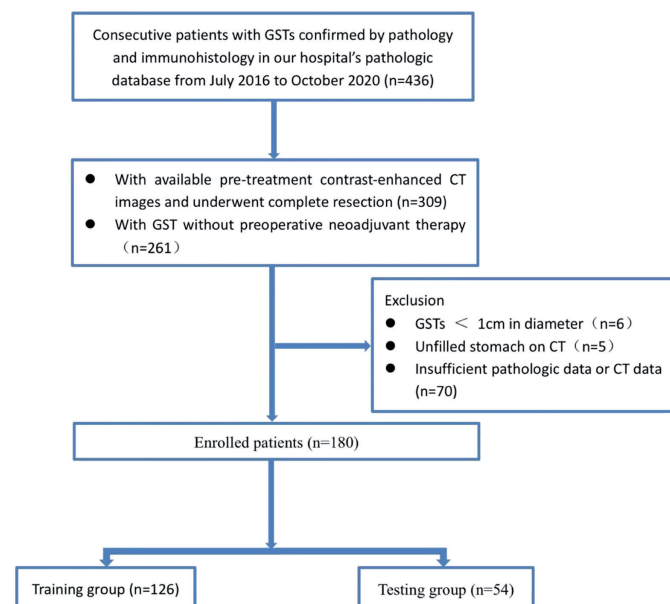 Consecutive patients with GSTs confirmed by pathology
and immunohistology in our hospital's pathologic
database from July 2016 to October 2020 (n=436)
● With available pre-treatment contrast-enhanced CT
images and underwent complete resection (n=309)
● With GST without preoperative neoadjuvant therapy
（n=261）
Exclusion
● GSTs ＜ 1cm in diameter（n=6）
● Unfilled stomach on CT（n=5）
● Insufficient pathologic data or CT data
(n=70)
Enrolled patients (n=180)
Training group (n=126)
Testing group (n=54)